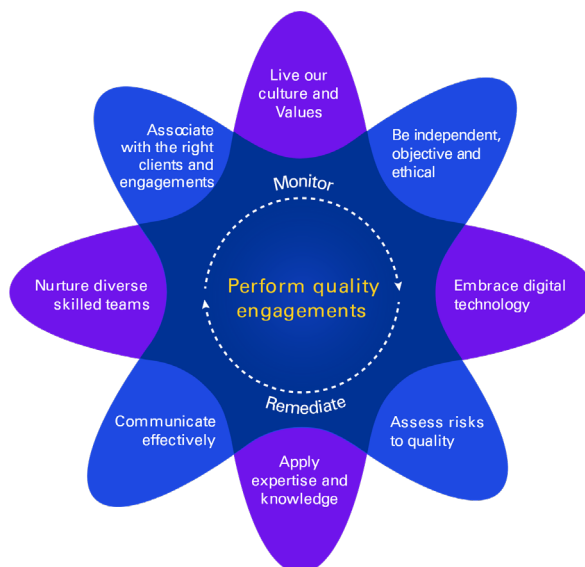 Live our
culture and
Values
Be independent,
objective and
ethical
Embrace digital
technology
Assess risks
to quality
Apply
expertise and
knowledge
Communicate
effectively
Nurture diverse
skilled teams
Associate
with the right
clients and
engagements
Monitor
Perform quality
engagements
Remediate